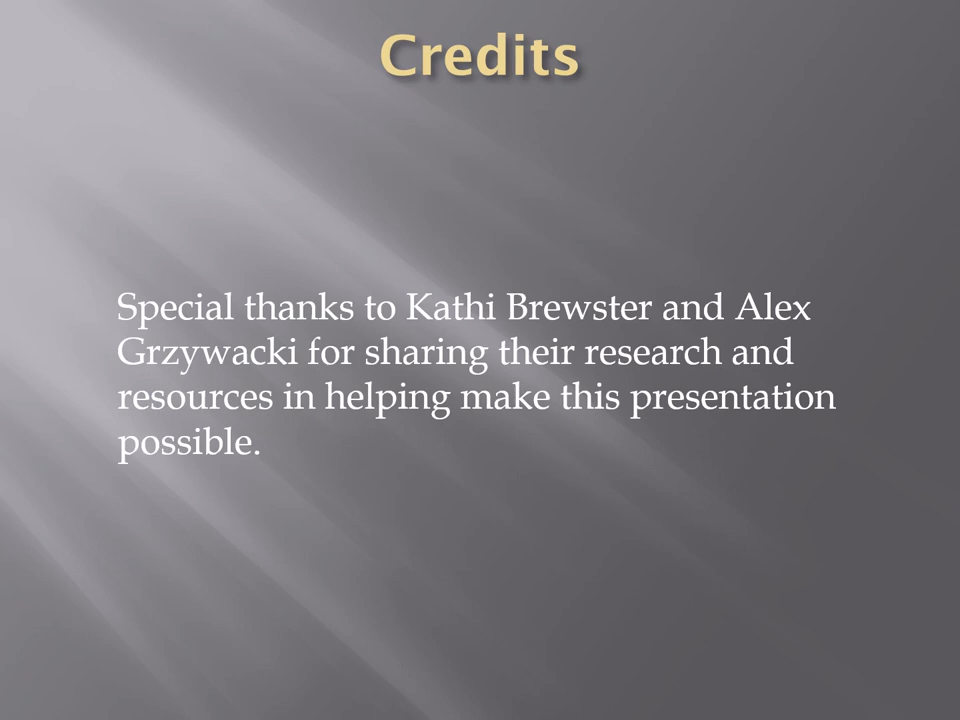 Credits
Special thanks to Kathi Brewster and Alex
Grzywacki for sharing their research and
resources in helping make this presentation
possible.